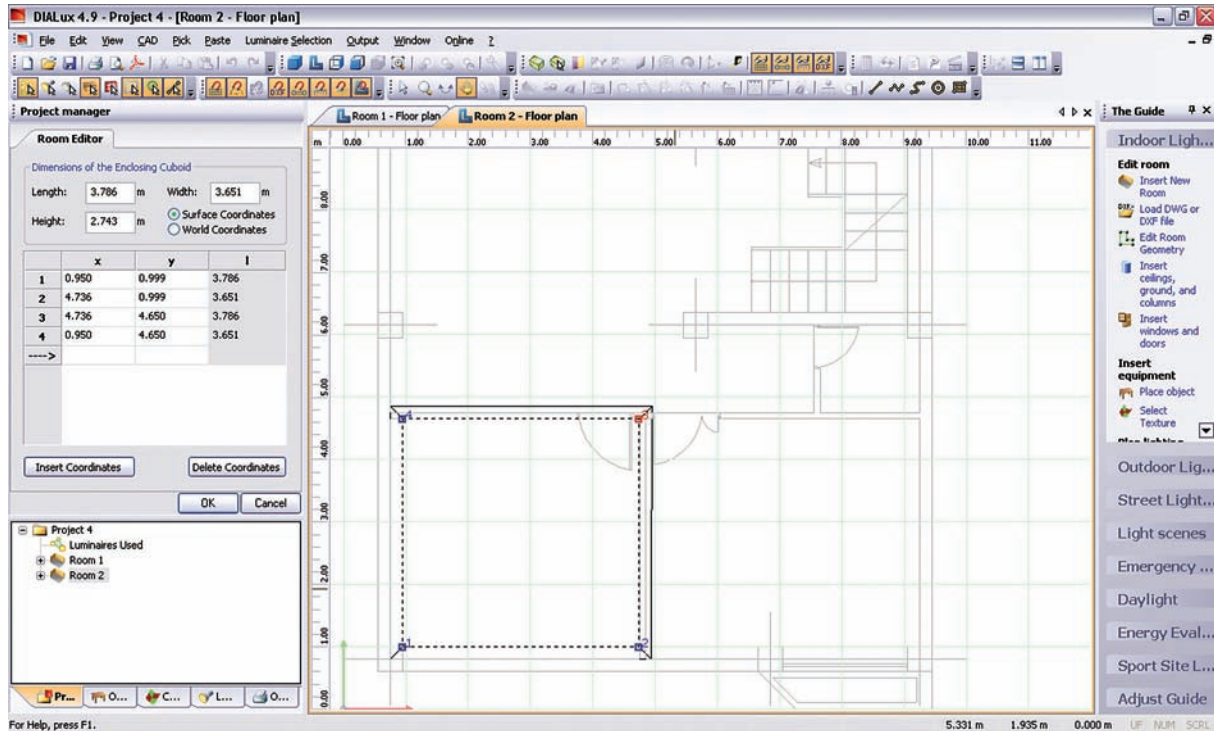 DIALux 4.9 - Project 4 - [Room 2 - Floor plan]
File Edit View CAD Pick Paste Luminaire Selection Output Window Online ?
Project manager
Room Editor
Dimensions of the Enclosing Cuboid
Length: 3.786 m Width: 3.651 m
Height: 2.743 m Surface Coordinates
World Coordinates
x y l
1 0.950 0.999 3.786
2 4.736 0.999 3.651
3 4.736 4.650 3.786
4 0.950 4.650 3.651
---->
Insert Coordinates Delete Coordinates
OK Cancel
Project 4
Luminaires Used
Room 1
Room 2
Pr... O... C... L... O...
Room 1 - Floor plan Room 2 - Floor plan
m 0.00 1.00 2.00 3.00 4.00 5.00 6.00 7.00 8.00 9.00 10.00 11.00
8.00
7.00
6.00
5.00
4.00
3.00
2.00
1.00
0.00
4 3
1 2
The Guide
Indoor Ligh...
Edit room
Insert New
Room
Load DWG or
DXF file
Edit Room
Geometry
Insert
ceilings,
ground, and
columns
Insert
windows and
doors
Insert
equipment
Place object
Select
Texture
Outdoor Lig...
Street Light...
Light scenes
Emergency ...
Daylight
Energy Eval...
Sport Site L...
Adjust Guide
For Help, press F1. 5.331 m 1.935 m 0.000 m UF NUM SCRL